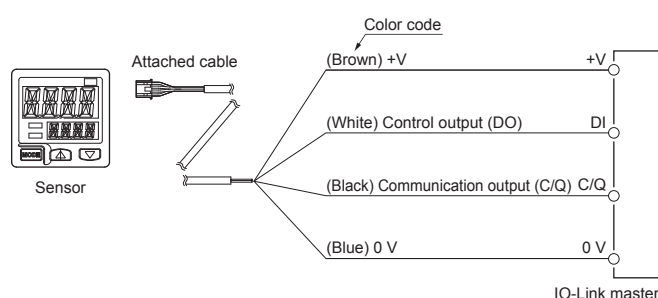 Color code
Attached cable
(Brown) +V
+V
(White) Control output (DO)
DI
MODE
Sensor
(Black) Communication output (C/Q)
C/Q
(Blue) 0 V
0 V
IO-Link master